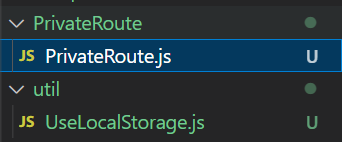 PrivateRoute
JS PrivateRoute.js U
util
JS UseLocalStorage.js U